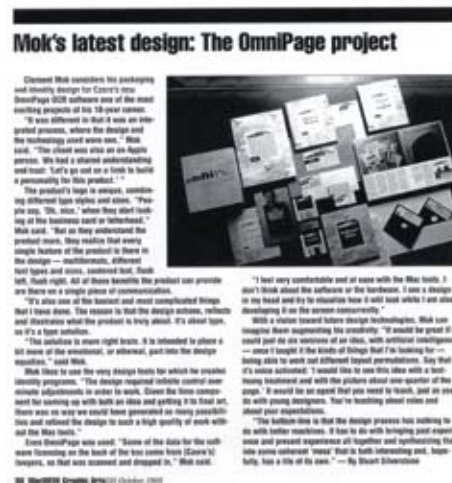 Mok's latest design: The OmniPage project
Clement Mok considers his packaging
and identity design for Caere's new
OmniPage OCR software one of the most
exciting projects of his 10-year career.
"It was different in that it was an inte-
grated process, where the design and
the technology used were one," Mok
said. "The client was also an ex-Apple
person. We had a shared understanding
and trust: 'Let's go out on a limb to build
a personality for this product.'"
The product's logo is unique, combin-
ing different type styles and sizes. "Peo-
ple say, 'Oh, nice,' when they start look-
ing at the business card or letterhead,"
Mok said. "But as they understand the
product more, they realize that every
single feature of the product is there in
the design — multiformats, different
font types and sizes, centered text, flush
left, flush right. All of those benefits the product can provide
are there on a single piece of communication.
"It's also one of the busiest and most complicated things
that I have done. The reason is that the design echoes, reflects
and illustrates what the product is truly about. It's about type,
so it's a type solution.
"The solution is more right brain. It is intended to place a
bit more of the emotional, or ethereal, part into the design
equation," said Mok.
Mok likes to use the very design tools for which he creates
identity programs. "The design required infinite control over
minute adjustments in order to work. Given the time compo-
nent for coming up with both an idea and getting it to final art,
there was no way we could have generated so many possibili-
ties and refined the design to such a high quality of work with-
out the Mac tools."
Even OmniPage was used. "Some of the data for the soft-
ware licensing on the back of the box came from [Caere's]
lawyers, so that was scanned and dropped in," Mok said.
"I feel very comfortable and at ease with the Mac tools. I
don't think about the software or the hardware. I see a design
in my head and try to visualize how it will look while I am also
developing it on the screen concurrently."
With a vision toward future design technologies, Mok can
imagine them augmenting his creativity: "It would be great if I
could just do six versions of an idea, with artificial intelligence
— once I taught it the kinds of things that I'm looking for —
being able to work out different layout permutations. Say that
it's voice activated: 'I would like to see this idea with a
treatment and with the picture about one-quarter of the
page.' It would be an agent that you need to teach, just as you
do with young designers. You're teaching about rules and
about your expectations.
"The bottom-line is that the design process has nothing to
do with better machines. It has to do with bringing past experi-
ence and present experience all together and synthesizing that
into some coherent 'mess' that is both interesting and, hope-
fully, has a life of its own." — By Stuart Silverstone
MacWEEK Graphic Arts October 1988